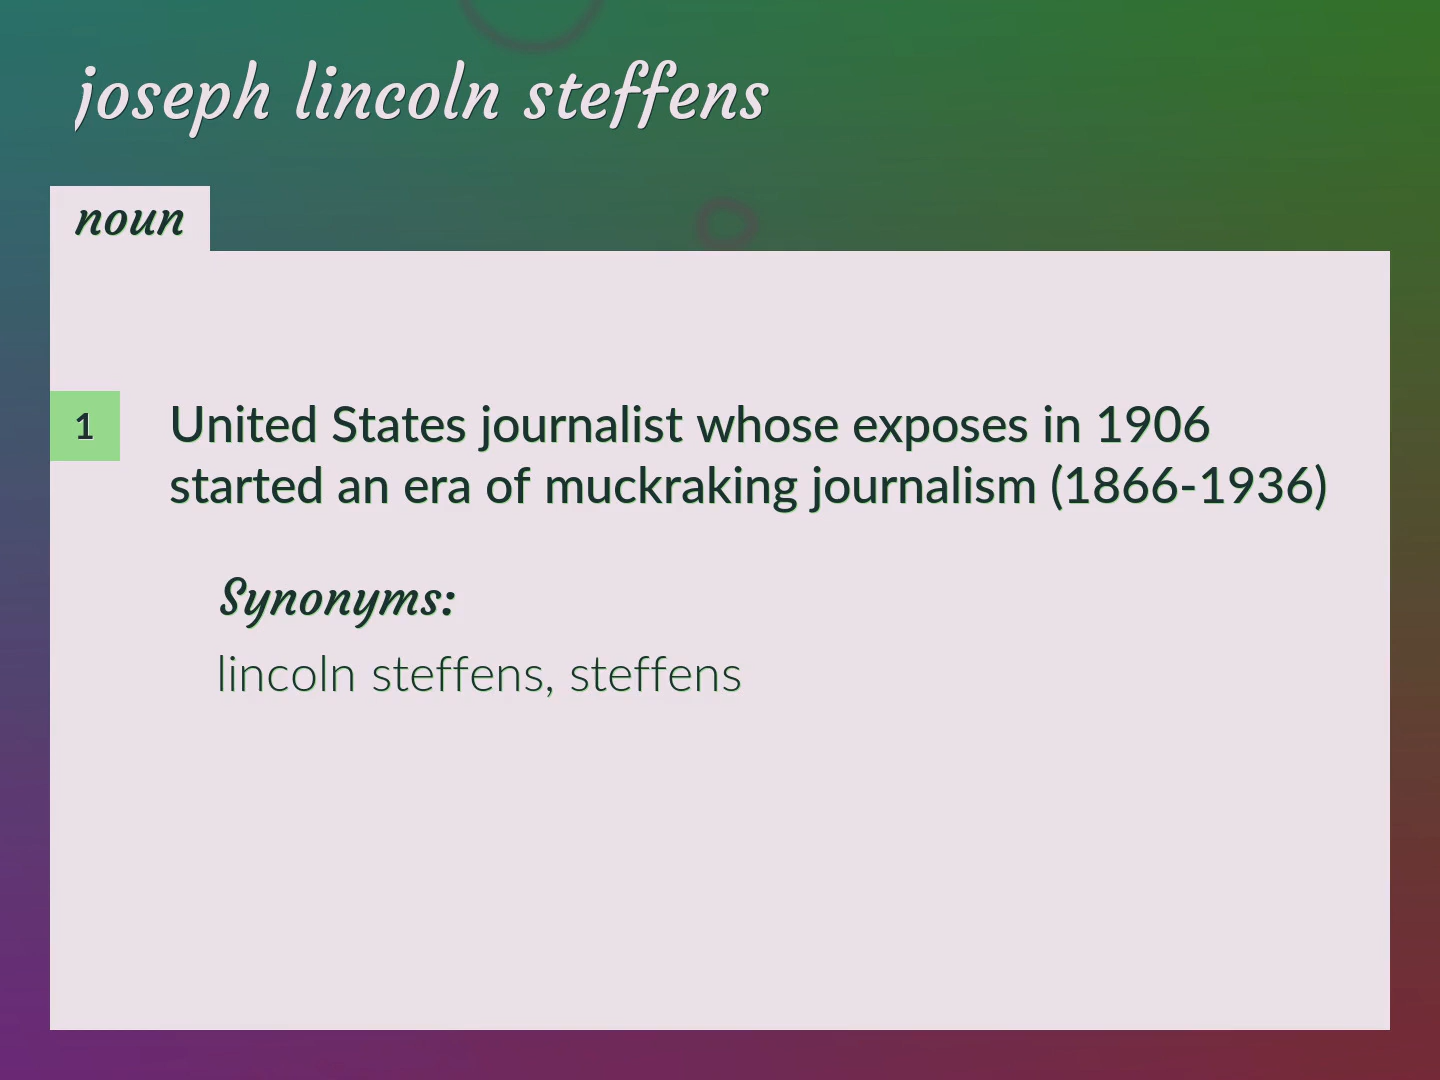 joseph lincoln steffens
noun
1
United States journalist whose exposes in 1906
started an era of muckraking journalism (1866-1936)
Synonyms:
lincoln steffens, steffens